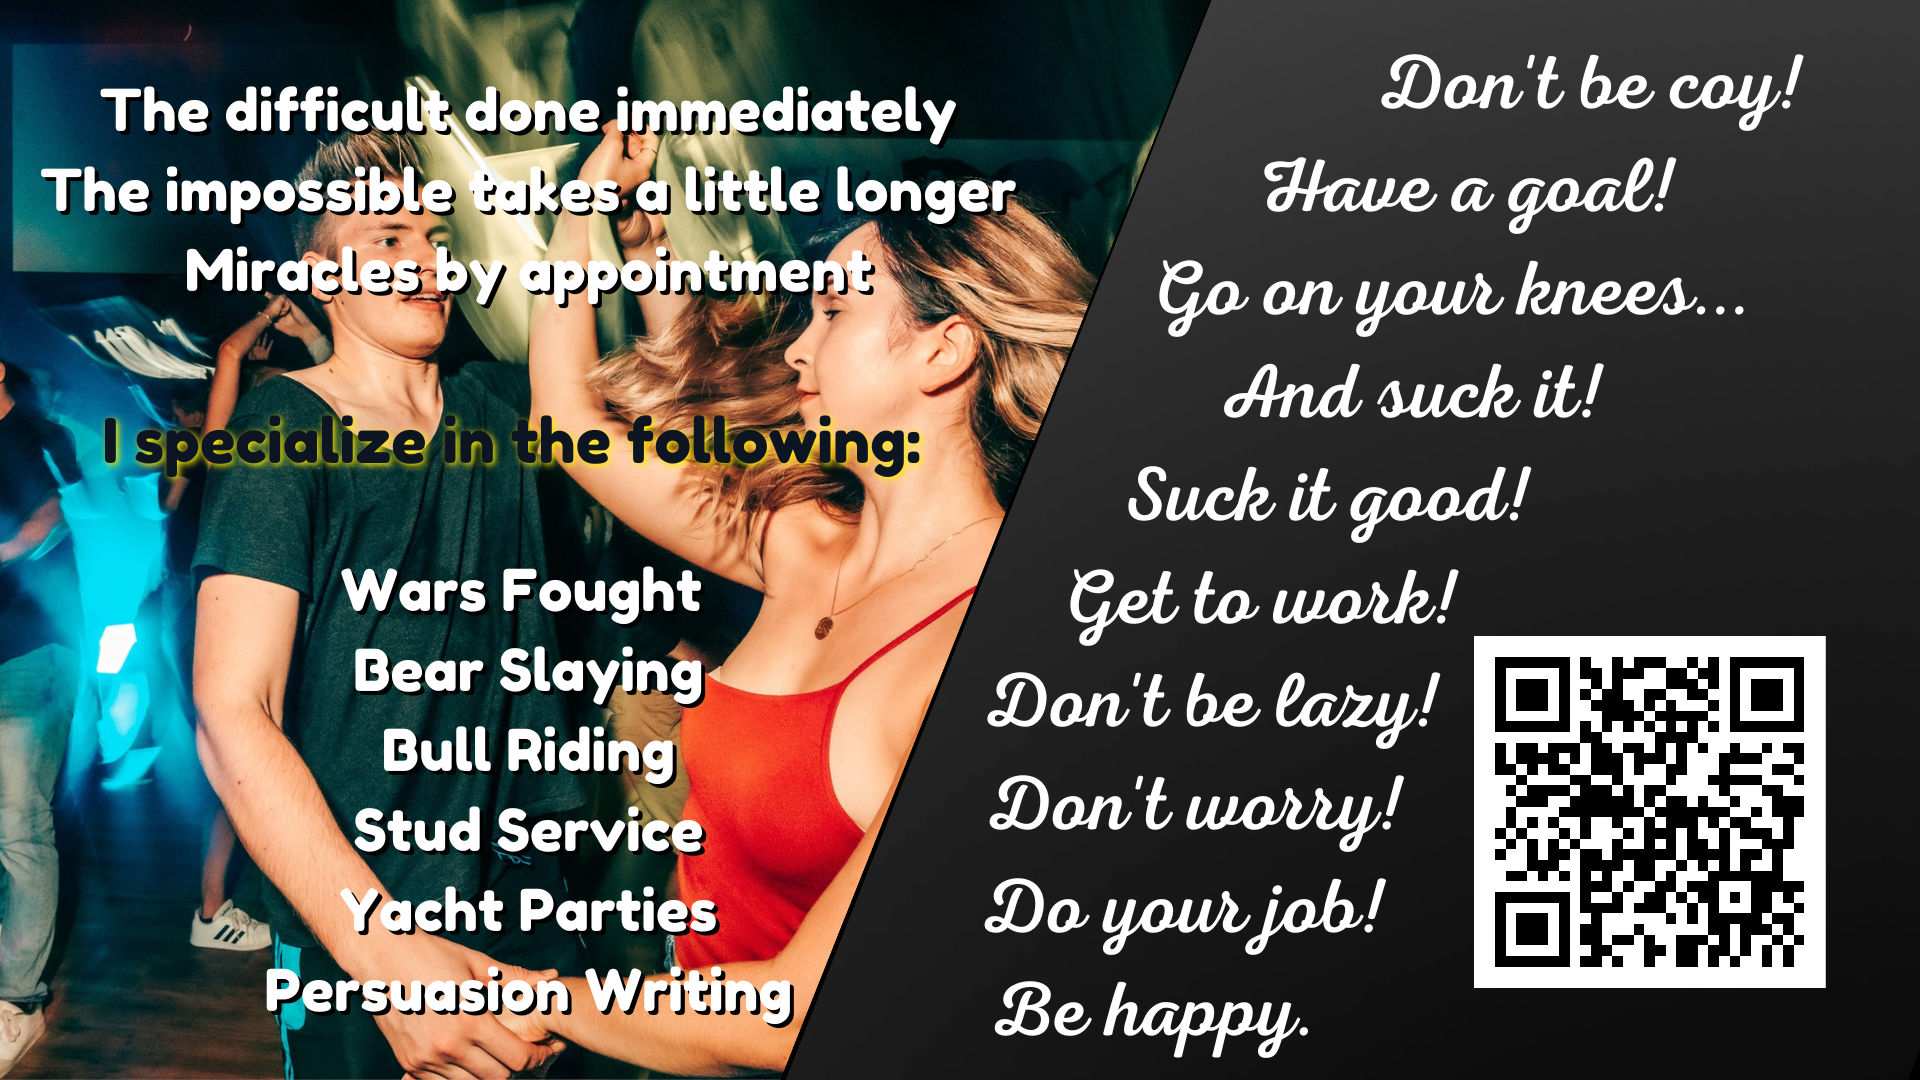 The difficult done immediately
The impossible takes a little longer
Miracles by appointment
I specialize in the following:
Wars Fought
Bear Slaying
Bull Riding
Stud Service
Yacht Parties
Persuasion Writing
Don't be coy!
Have a goal!
Go on your knees...
And suck it!
Suck it good!
Get to work!
Don't be lazy!
Don't worry!
Do your job!
Be happy.